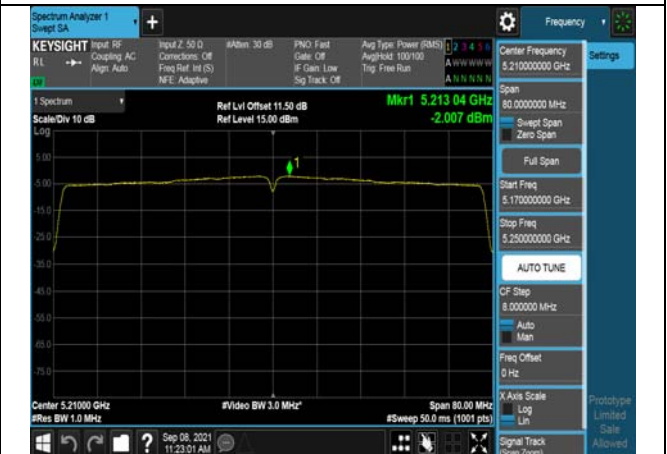 Spectrum Analyzer 1
Swept SA
+
Frequency
KEYSIGHT
RL
Input: RF
Coupling: AC
Align: Auto
Input Z: 50 Ω
Corrections: Off
Freq Ref: Int (S)
NFE: Adaptive
#Atten: 30 dB
PNO: Fast
Gate: Off
IF Gain: Low
Sig Track: Off
Avg Type: Power (RMS)
Avg|Hold: 100/100
Trig: Free Run
1 2 3 4 5 6
A W W W W W
A N N N N N
1 Spectrum
Scale/Div 10 dB
Log
Ref Lvl Offset 11.50 dB
Ref Level 15.00 dBm
Mkr1 5.213 04 GHz
-2.007 dBm
1
5.00
-5.00
-15.0
-25.0
-35.0
-45.0
-55.0
-65.0
-75.0
Center 5.21000 GHz
#Res BW 1.0 MHz
#Video BW 3.0 MHz*
Span 80.00 MHz
#Sweep 50.0 ms (1001 pts)
?
Sep 08, 2021
11:23:01 AM
Center Frequency
5.210000000 GHz
Settings
Span
80.0000000 MHz
Swept Span
Zero Span
Full Span
Start Freq
5.170000000 GHz
Stop Freq
5.250000000 GHz
AUTO TUNE
CF Step
8.000000 MHz
Auto
Man
Freq Offset
0 Hz
X Axis Scale
Log
Lin
Signal Track
(Span Zoom)
Prototype
Limited
Sale
Allowed